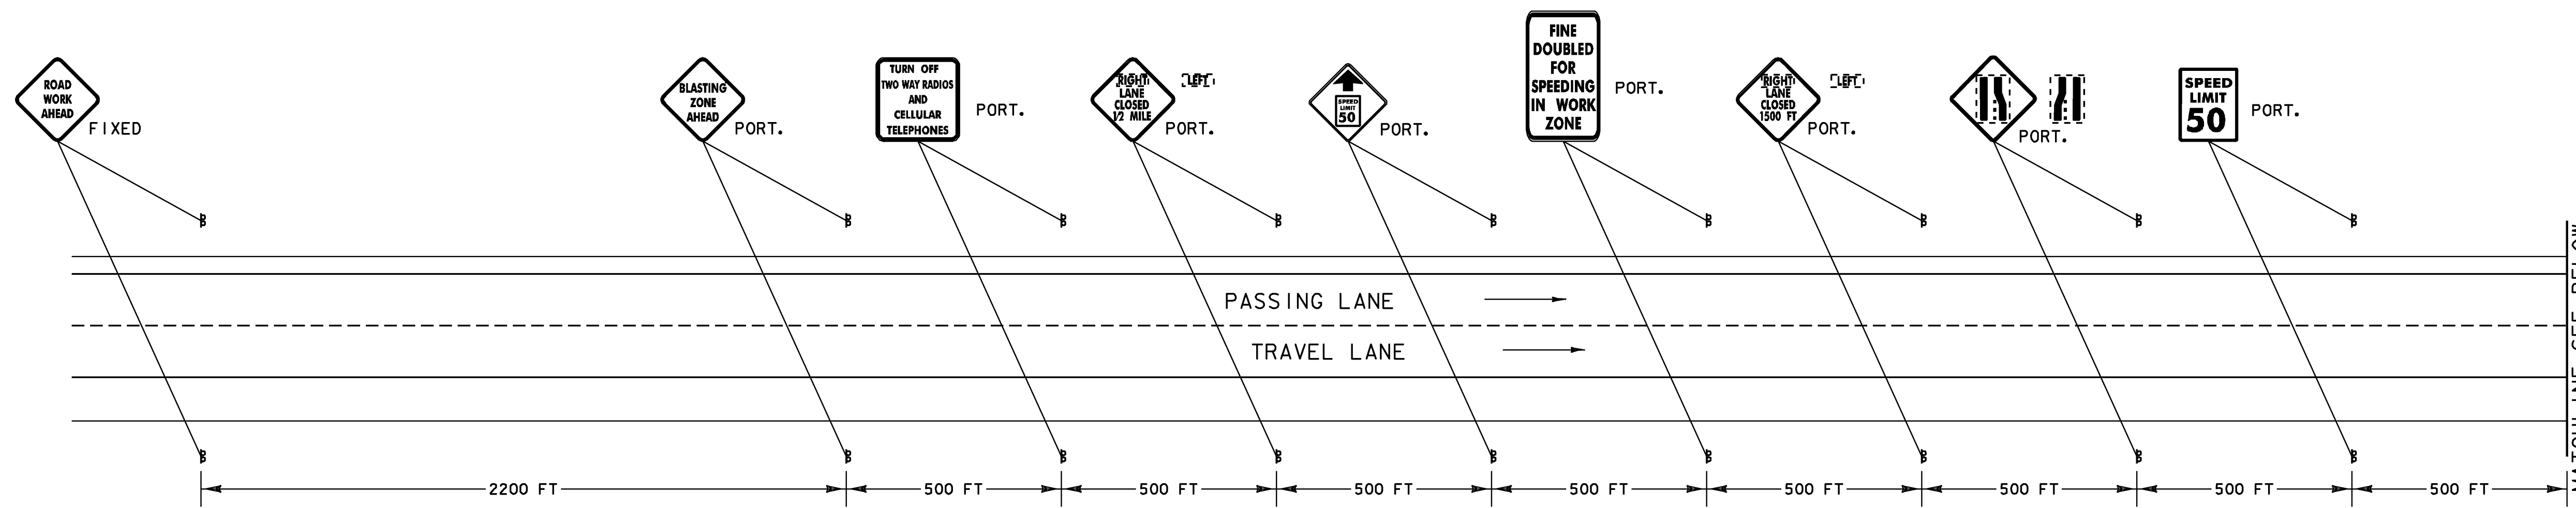 ROAD
WORK
AHEAD
FIXED
BLASTING
ZONE
AHEAD
PORT.
TURN OFF
TWO WAY RADIOS
AND
CELLULAR
TELEPHONES
PORT.
RIGHT
LANE
CLOSED
1/2 MILE
LEFT
PORT.
SPEED
LIMIT
50
PORT.
FINE
DOUBLED
FOR
SPEEDING
IN WORK
ZONE
PORT.
RIGHT
LANE
CLOSED
1500 FT
LEFT
PORT.
PORT.
SPEED
LIMIT
50
PORT.
PASSING LANE
TRAVEL LANE
2200 FT
500 FT
500 FT
500 FT
500 FT
500 FT
500 FT
500 FT
500 FT